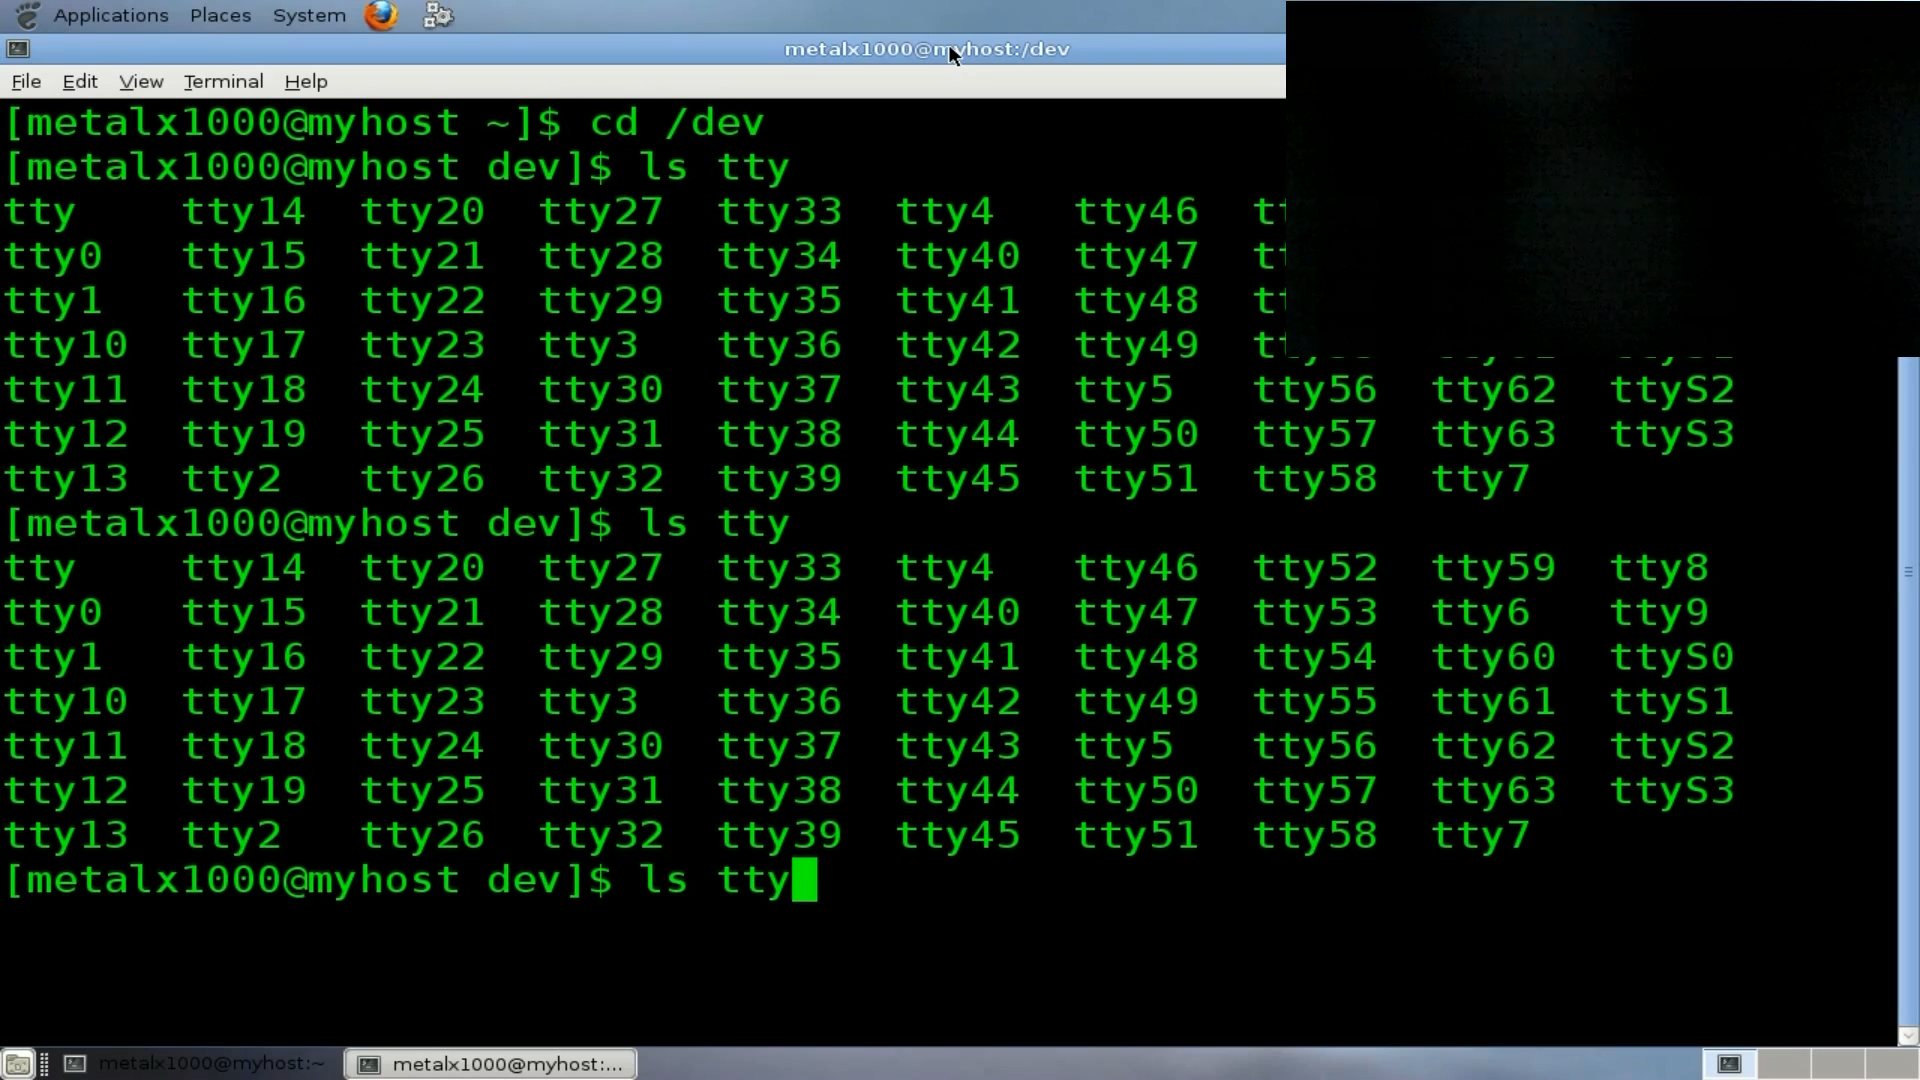 Applications Places System
metalx1000@myhost:/dev
File Edit View Terminal Help
[metalx1000@myhost ~]$ cd /dev
[metalx1000@myhost dev]$ ls tty
tty tty14 tty20 tty27 tty33 tty4 tty46
tty0 tty15 tty21 tty28 tty34 tty40 tty47
tty1 tty16 tty22 tty29 tty35 tty41 tty48
tty10 tty17 tty23 tty3 tty36 tty42 tty49
tty11 tty18 tty24 tty30 tty37 tty43 tty5 tty56 tty62 ttyS2
tty12 tty19 tty25 tty31 tty38 tty44 tty50 tty57 tty63 ttyS3
tty13 tty2 tty26 tty32 tty39 tty45 tty51 tty58 tty7
[metalx1000@myhost dev]$ ls tty
tty tty14 tty20 tty27 tty33 tty4 tty46 tty52 tty59 tty8
tty0 tty15 tty21 tty28 tty34 tty40 tty47 tty53 tty6 tty9
tty1 tty16 tty22 tty29 tty35 tty41 tty48 tty54 tty60 ttyS0
tty10 tty17 tty23 tty3 tty36 tty42 tty49 tty55 tty61 ttyS1
tty11 tty18 tty24 tty30 tty37 tty43 tty5 tty56 tty62 ttyS2
tty12 tty19 tty25 tty31 tty38 tty44 tty50 tty57 tty63 ttyS3
tty13 tty2 tty26 tty32 tty39 tty45 tty51 tty58 tty7
[metalx1000@myhost dev]$ ls tty
metalx1000@myhost:~ metalx1000@myhost:...